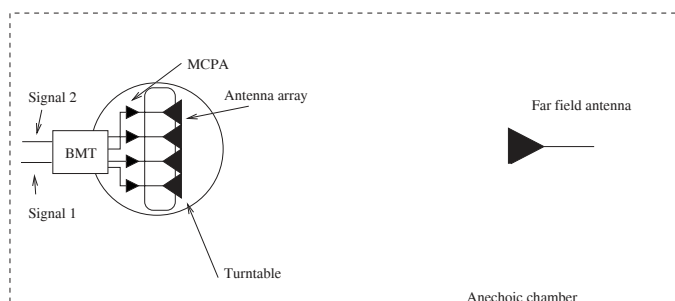 MCPA
Signal 2
Antenna array
Far field antenna
BMT
Signal 1
Turntable
Anechoic chamber